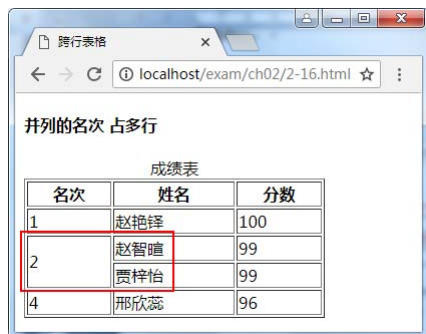 跨行表格
localhost/exam/ch02/2-16.html
并列的名次 占多行
成绩表
名次 姓名 分数
1 赵艳铎 100
2 赵智暄 99
贾梓怡 99
4 邢欣蕊 96